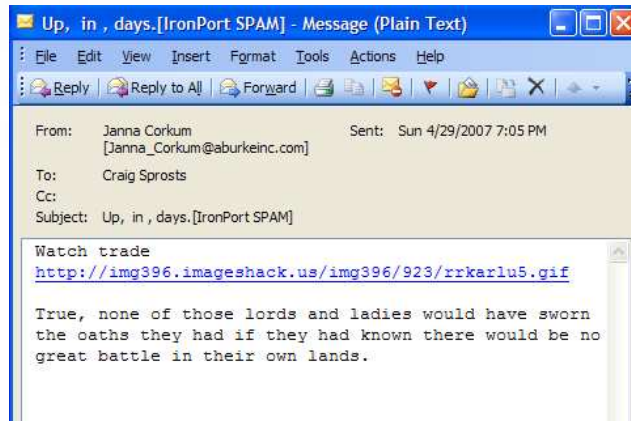 Up, in , days.[IronPort SPAM] - Message (Plain Text)
File Edit View Insert Format Tools Actions Help
Reply Reply to All Forward
From: Janna Corkum Sent: Sun 4/29/2007 7:05 PM
[Janna_Corkum@aburkeinc.com]
To: Craig Sprosts
Cc:
Subject: Up, in , days.[IronPort SPAM]
Watch trade
http://img396.imageshack.us/img396/923/rrkarlu5.gif
True, none of those lords and ladies would have sworn
the oaths they had if they had known there would be no
great battle in their own lands.